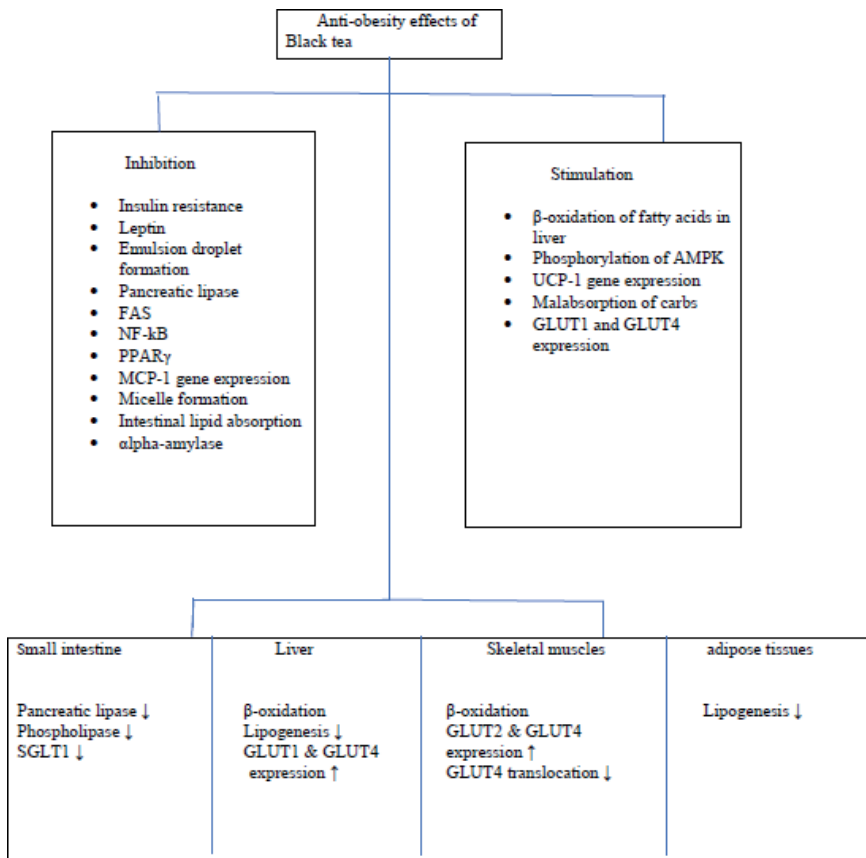 Anti-obesity effects of
Black tea
Inhibition
• Insulin resistance
• Leptin
• Emulsion droplet
formation
• Pancreatic lipase
• FAS
• NF-kB
• PPARγ
• MCP-1 gene expression
• Micelle formation
• Intestinal lipid absorption
• αlpha-amylase
Stimulation
• β-oxidation of fatty acids in
liver
• Phosphorylation of AMPK
• UCP-1 gene expression
• Malabsorption of carbs
• GLUT1 and GLUT4
expression
Small intestine
Pancreatic lipase ↓
Phospholipase ↓
SGLT1 ↓
Liver
β-oxidation
Lipogenesis ↓
GLUT1 & GLUT4
expression ↑
Skeletal muscles
β-oxidation
GLUT2 & GLUT4
expression ↑
GLUT4 translocation ↓
adipose tissues
Lipogenesis ↓